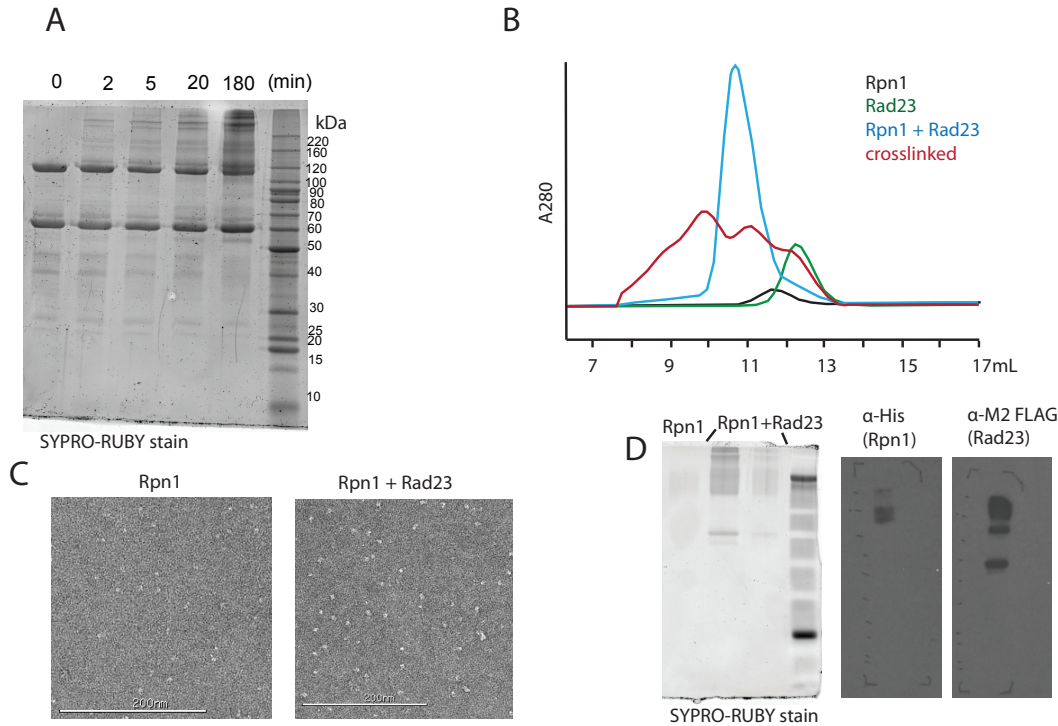 A
0 2 5 20 180 (min)
kDa
220
160
120
100
90
80
70
60
50
40
30
25
20
15
10
SYPRO-RUBY stain
B
Rpn1
Rad23
Rpn1 + Rad23
crosslinked
A280
7 9 11 13 15 17mL
C
Rpn1
Rpn1 + Rad23
200nm
200nm
D
Rpn1 Rpn1+Rad23
SYPRO-RUBY stain
α-His
(Rpn1)
α-M2 FLAG
(Rad23)